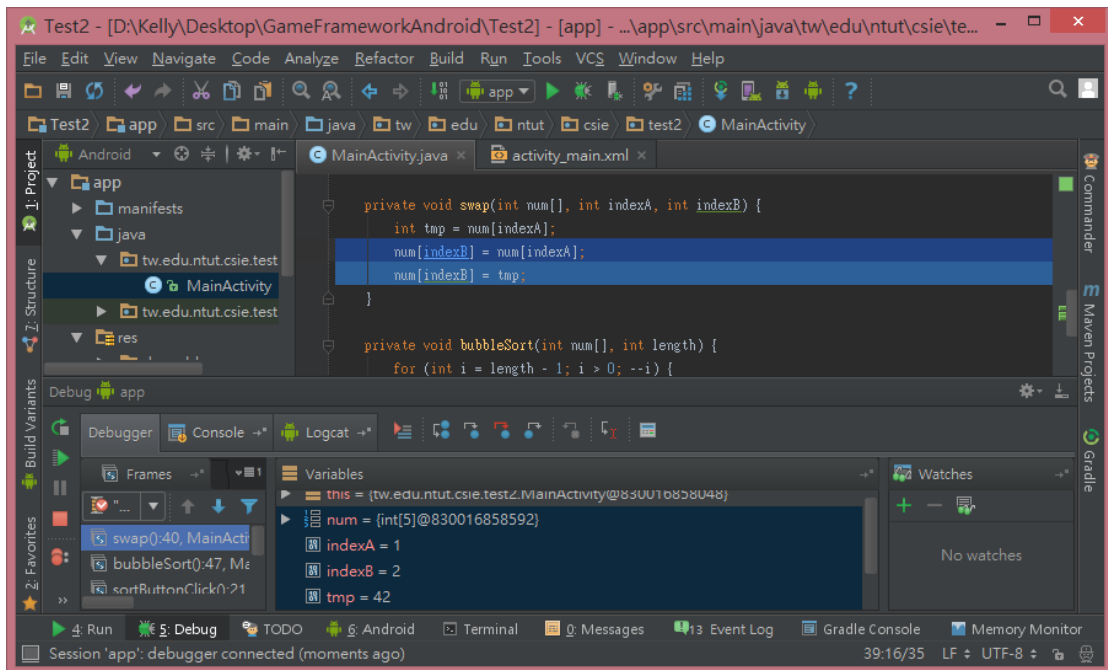 Test2 - [D:\Kelly\Desktop\GameFrameworkAndroid\Test2] - [app] - ...\app\src\main\java\tw\edu\ntut\csie\te...
File Edit View Navigate Code Analyze Refactor Build Run Tools VCS Window Help
app
Test2 app src main java tw edu ntut csie test2 MainActivity
1: Project
7: Structure
Build Variants
2: Favorites
Android
app
manifests
java
tw.edu.ntut.csie.test
MainActivity
tw.edu.ntut.csie.test
res
MainActivity.java activity_main.xml
private void swap(int num[], int indexA, int indexB) {
int tmp = num[indexA];
num[indexB] = num[indexA];
num[indexB] = tmp;
}
private void bubbleSort(int num[], int length) {
for (int i = length - 1; i > 0; --i) {
Commander
Maven Projects
Gradle
Debug app
Debugger Console Logcat
Frames
1
"...
swap():40, MainActi
bubbleSort():47, Ma
sortButtonClick():21
Variables
this = {tw.edu.ntut.csie.test2.MainActivity@830016858048}
num = {int[5]@830016858592}
indexA = 1
indexB = 2
tmp = 42
Watches
No watches
4: Run 5: Debug TODO 6: Android Terminal 0: Messages 13 Event Log Gradle Console Memory Monitor
Session 'app': debugger connected (moments ago) 39:16/35 LF UTF-8